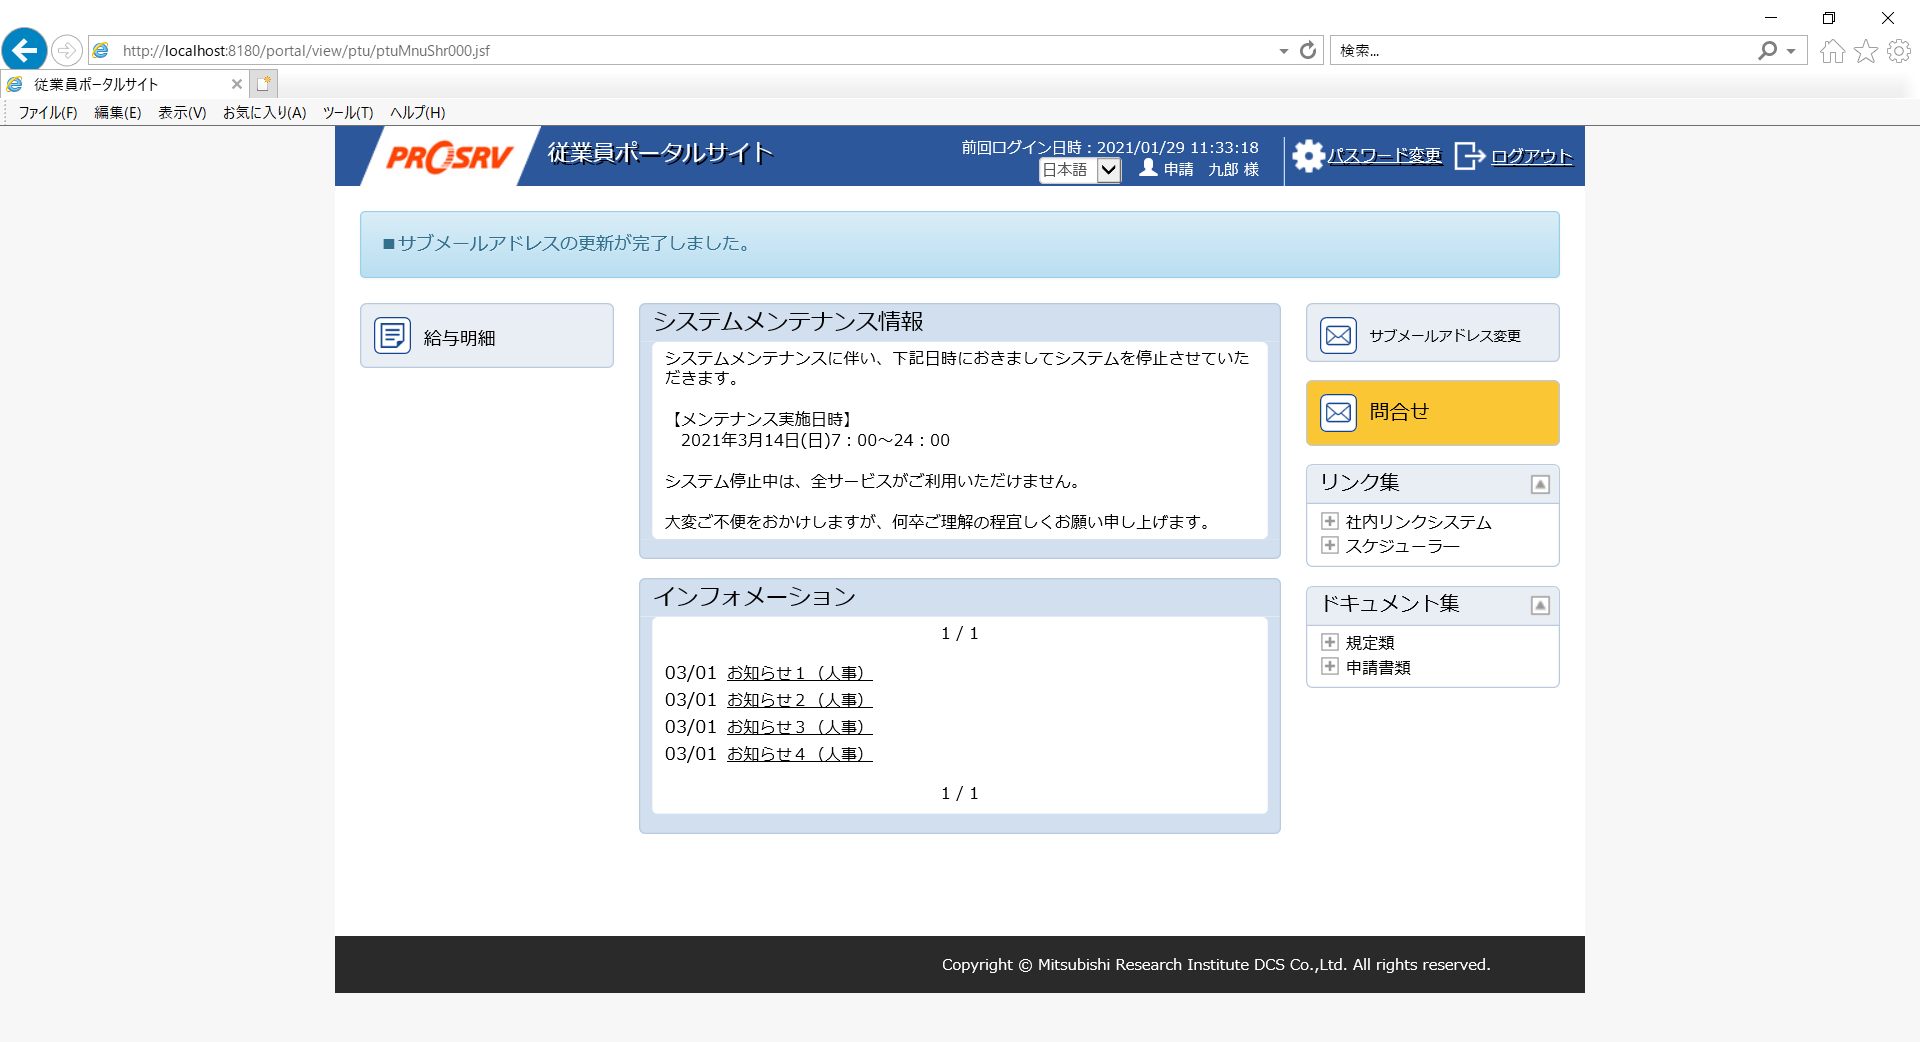 http://localhost:8180/portal/view/ptu/ptuMnuShr000.jsf
検索...
従業員ポータルサイト
ファイル(F) 編集(E) 表示(V) お気に入り(A) ツール(T) ヘルプ(H)
PROSRV
従業員ポータルサイト
前回ログイン日時：2021/01/29 11:33:18
日本語
申請　九郎 様
パスワード変更
ログアウト
■サブメールアドレスの更新が完了しました。
給与明細
システムメンテナンス情報
システムメンテナンスに伴い、下記日時におきましてシステムを停止させていた
だきます。
【メンテナンス実施日時】
2021年3月14日(日)7：00～24：00
システム停止中は、全サービスがご利用いただけません。
大変ご不便をおかけしますが、何卒ご理解の程宜しくお願い申し上げます。
インフォメーション
1 / 1
03/01 お知らせ１（人事）
03/01 お知らせ２（人事）
03/01 お知らせ３（人事）
03/01 お知らせ４（人事）
1 / 1
サブメールアドレス変更
問合せ
リンク集
社内リンクシステム
スケジューラー
ドキュメント集
規定類
申請書類
Copyright © Mitsubishi Research Institute DCS Co.,Ltd. All rights reserved.